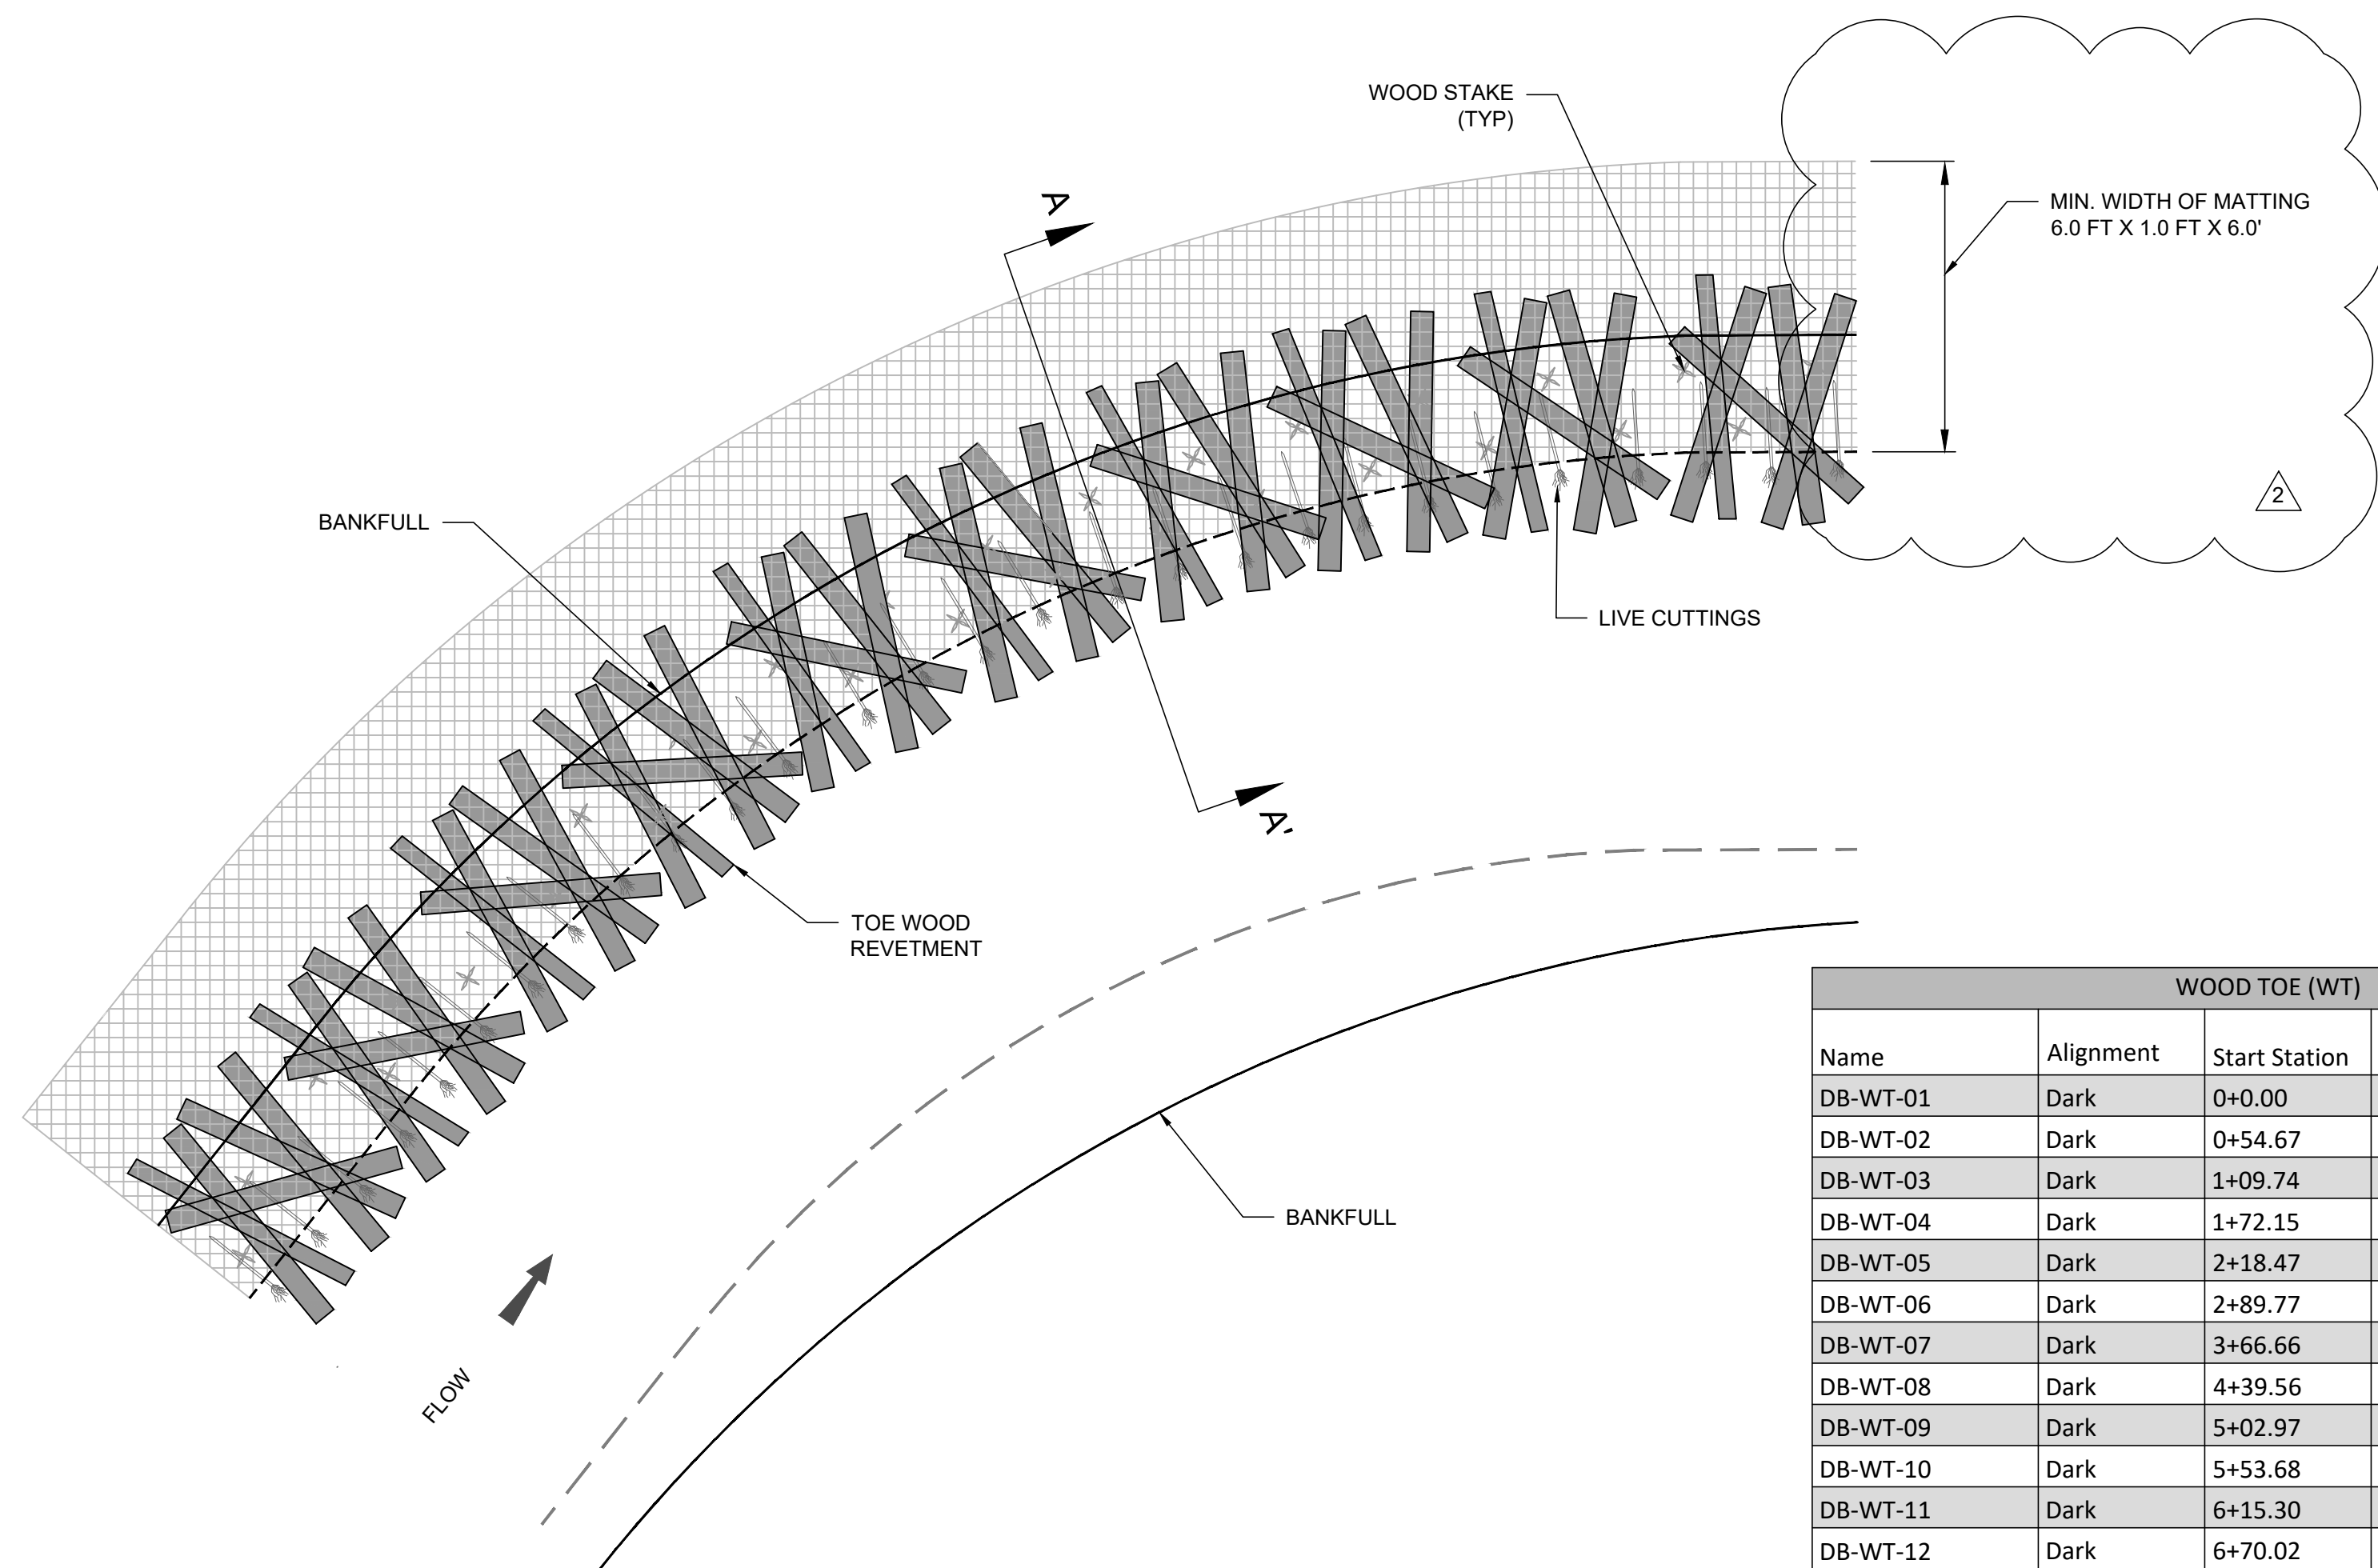 WOOD STAKE
(TYP)
A
MIN. WIDTH OF MATTING
6.0 FT X 1.0 FT X 6.0'
2
BANKFULL
LIVE CUTTINGS
A'
TOE WOOD
REVETMENT
BANKFULL
FLOW
WOOD TOE (WT)
Name Alignment Start Station
DB-WT-01 Dark 0+0.00
DB-WT-02 Dark 0+54.67
DB-WT-03 Dark 1+09.74
DB-WT-04 Dark 1+72.15
DB-WT-05 Dark 2+18.47
DB-WT-06 Dark 2+89.77
DB-WT-07 Dark 3+66.66
DB-WT-08 Dark 4+39.56
DB-WT-09 Dark 5+02.97
DB-WT-10 Dark 5+53.68
DB-WT-11 Dark 6+15.30
DB-WT-12 Dark 6+70.02